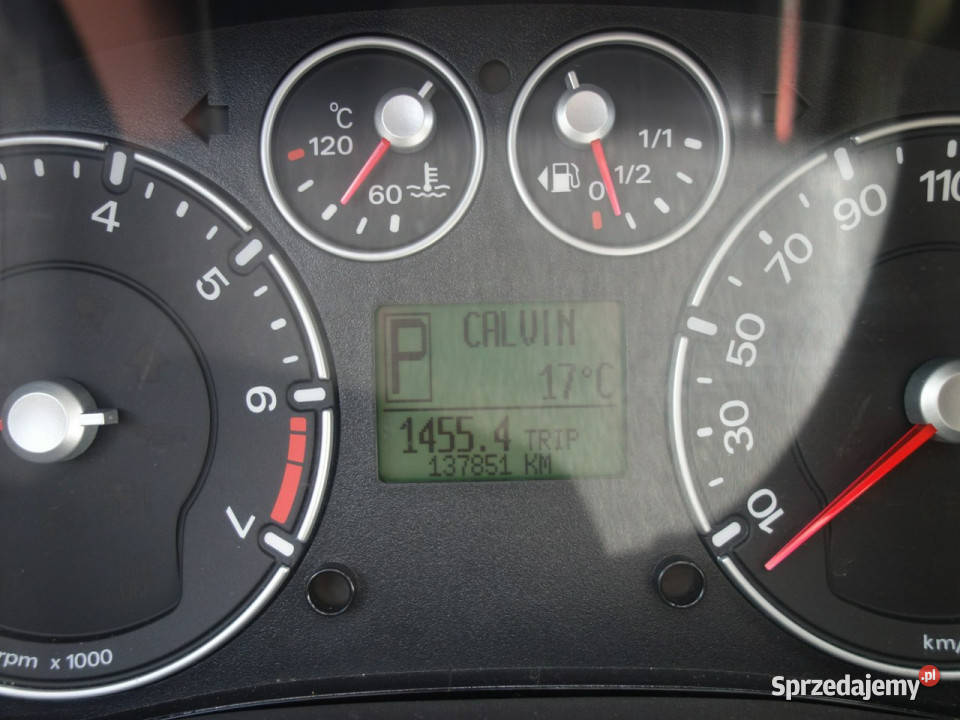 °C
120
60
1/1
1/2
0
4
5
6
7
rpm x 1000
P
CALVIN
17°C
1455.4 TRIP
137851 KM
110
90
70
50
30
10
km/
Sprzedajemy.pl